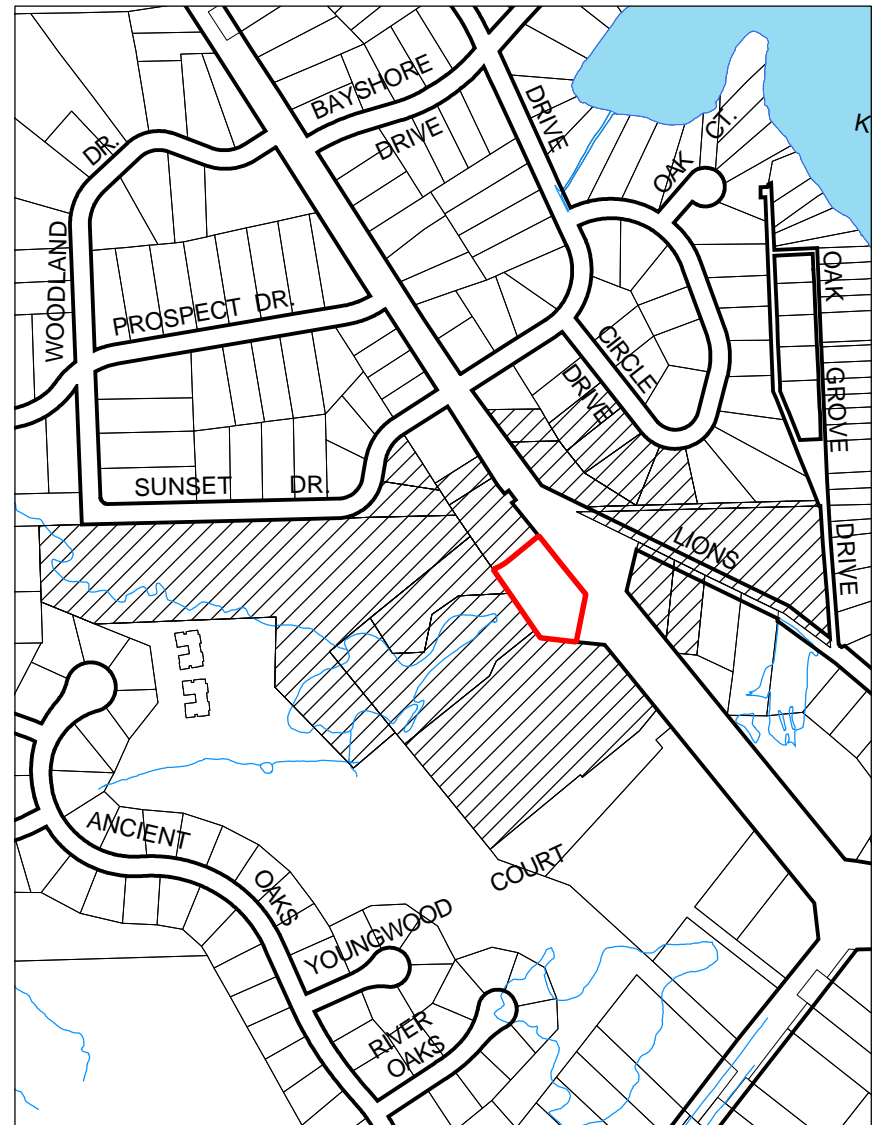 BAYSHORE
DRIVE
DRIVE
DR.
OAK CT.
K
WOODLAND
PROSPECT DR.
CIRCLE
DRIVE
OAK
GROVE
DRIVE
SUNSET DR.
LIONS
ANCIENT
OAKS
YOUNGWOOD COURT
RIVER
OAKS